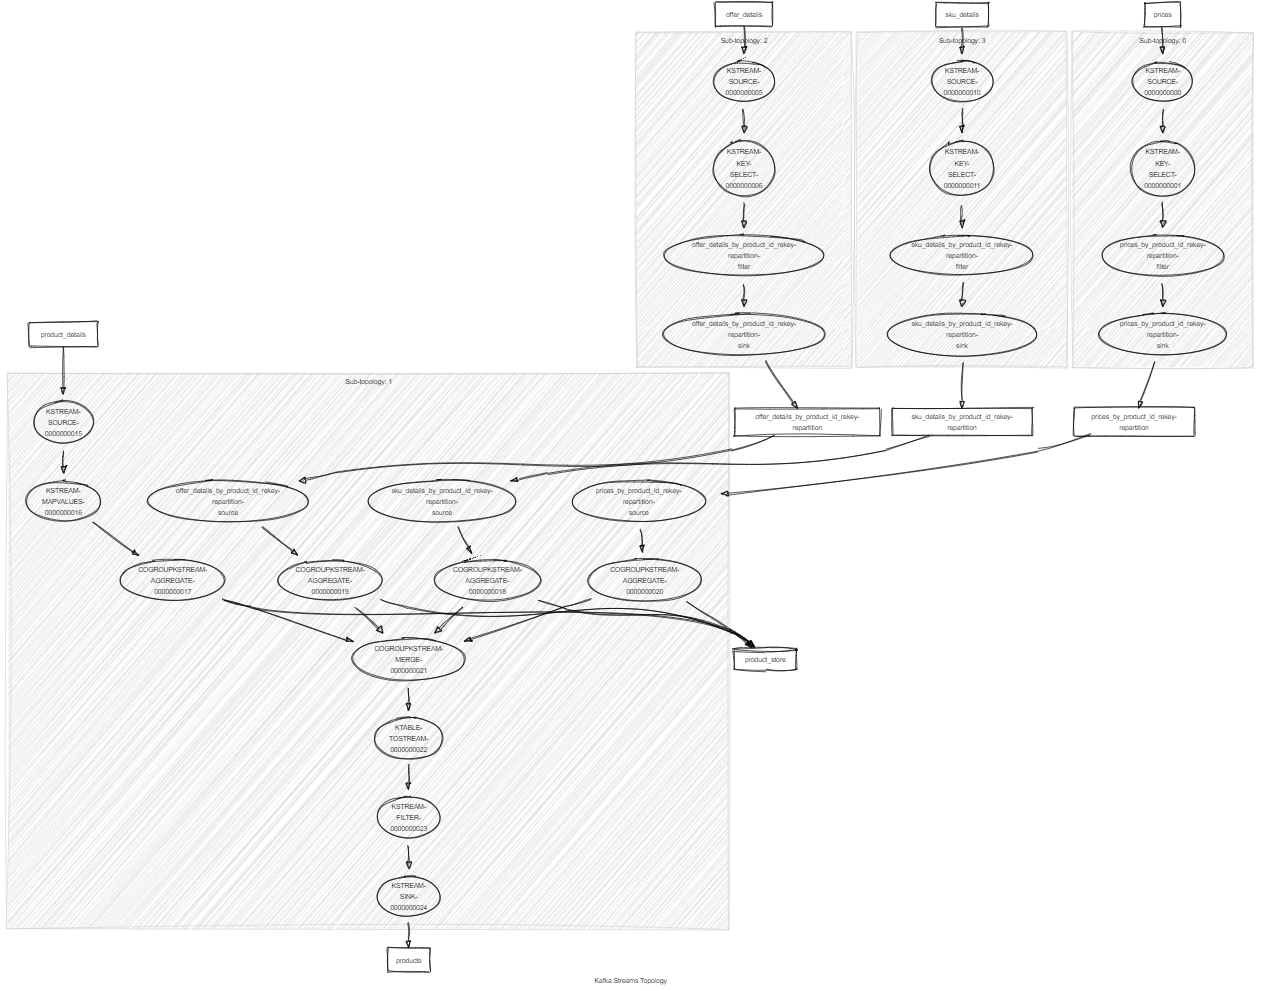 offer_details
sku_details
prices
Sub-topology: 2
Sub-topology: 3
Sub-topology: 0
KSTREAM-
SOURCE-
0000000005
KSTREAM-
SOURCE-
0000000010
KSTREAM-
SOURCE-
0000000000
KSTREAM-
KEY-
SELECT-
0000000006
KSTREAM-
KEY-
SELECT-
0000000011
KSTREAM-
KEY-
SELECT-
0000000001
offer_details_by_product_id_rekey-
repartition-
filter
sku_details_by_product_id_rekey-
repartition-
filter
prices_by_product_id_rekey-
repartition-
filter
offer_details_by_product_id_rekey-
repartition-
sink
sku_details_by_product_id_rekey-
repartition-
sink
prices_by_product_id_rekey-
repartition-
sink
product_details
Sub-topology: 1
offer_details_by_product_id_rekey-
repartition
sku_details_by_product_id_rekey-
repartition
prices_by_product_id_rekey-
repartition
KSTREAM-
SOURCE-
0000000015
KSTREAM-
MAPVALUES-
0000000016
offer_details_by_product_id_rekey-
repartition-
source
sku_details_by_product_id_rekey-
repartition-
source
prices_by_product_id_rekey-
repartition-
source
COGROUPKSTREAM-
AGGREGATE-
0000000017
COGROUPKSTREAM-
AGGREGATE-
0000000019
COGROUPKSTREAM-
AGGREGATE-
0000000018
COGROUPKSTREAM-
AGGREGATE-
0000000020
COGROUPKSTREAM-
MERGE-
0000000021
product_store
KTABLE-
TOSTREAM-
0000000022
KSTREAM-
FILTER-
0000000023
KSTREAM-
SINK-
0000000024
products
Kafka Streams Topology